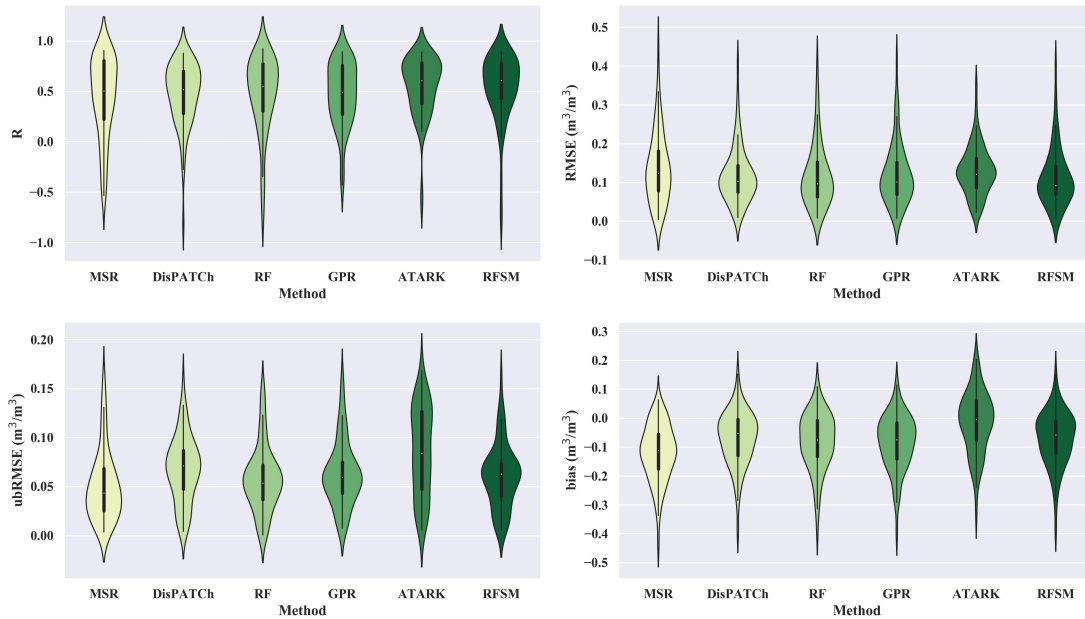 1.0
0.5
0.0
−0.5
−1.0
R
MSR DisPATCh RF GPR ATARK RFSM
Method
0.5
0.4
0.3
0.2
0.1
0.0
−0.1
RMSE (m³/m³)
MSR DisPATCh RF GPR ATARK RFSM
Method
0.20
0.15
0.10
0.05
0.00
ubRMSE (m³/m³)
MSR DisPATCh RF GPR ATARK RFSM
Method
0.3
0.2
0.1
−0.0
−0.1
−0.2
−0.3
−0.4
−0.5
bias (m³/m³)
MSR DisPATCh RF GPR ATARK RFSM
Method